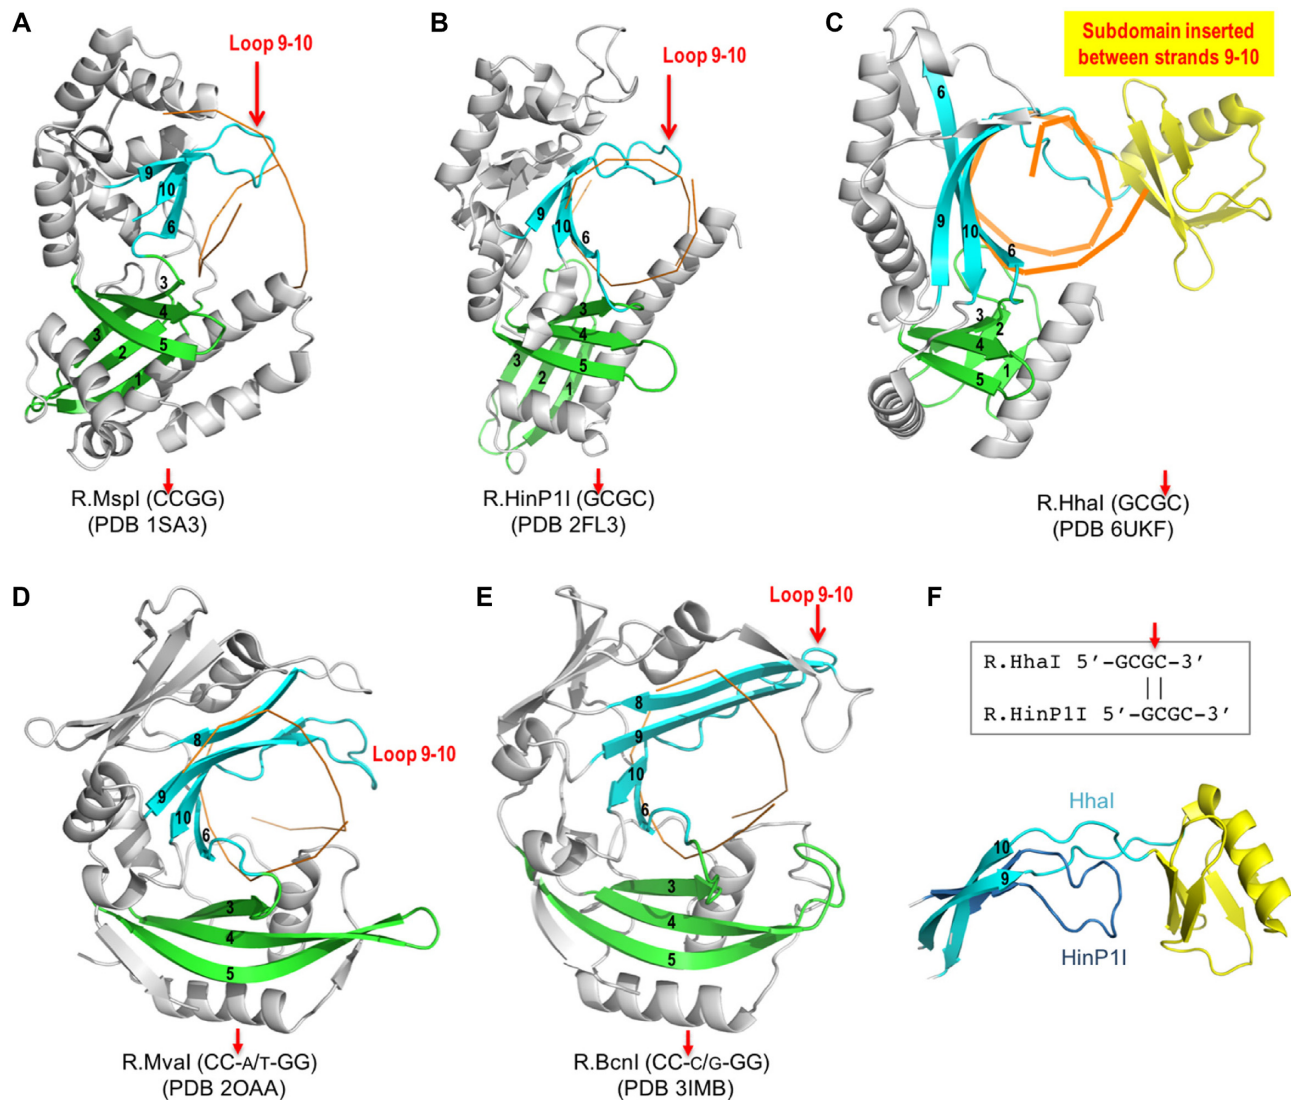 A
Loop 9-10
9
10
6
3
4
3
2
5
1
R.MspI (CCGG)
(PDB 1SA3)
B
Loop 9-10
9
10
6
3
4
5
3
2
1
R.HinP1I (GCGC)
(PDB 2FL3)
C
Subdomain inserted
between strands 9-10
6
9
10
6
3
2
4
1
5
R.HhaI (GCGC)
(PDB 6UKF)
D
8
Loop 9-10
9
10
6
3
4
5
R.MvaI (CC-A/T-GG)
(PDB 2OAA)
E
Loop 9-10
8
9
10
6
3
4
5
R.BcnI (CC-C/G-GG)
(PDB 3IMB)
F
R.HhaI 5′-GCGC-3′
R.HinP1I 5′-GCGC-3′
HhaI
10
9
HinP1I